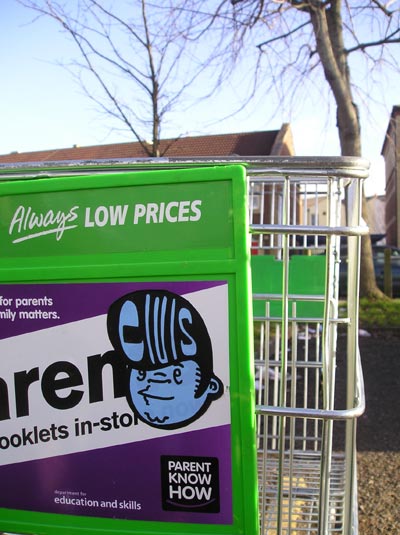 Always LOW PRICES
for parents
mily matters.
elvis
aren
ooklets in-sto
department for
education and skills
PARENT
KNOW
HOW